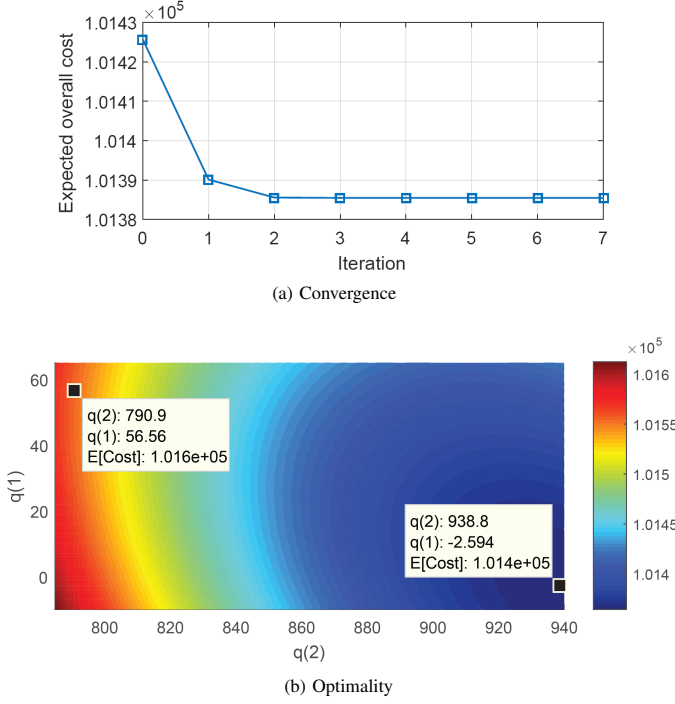 ×10^5
1.0143
1.0142
1.0141
1.014
1.0139
1.0138
Expected overall cost
0 1 2 3 4 5 6 7
Iteration
(a) Convergence
×10^5
60
40
20
0
q(1)
q(2): 790.9
q(1): 56.56
E[Cost]: 1.016e+05
q(2): 938.8
q(1): -2.594
E[Cost]: 1.014e+05
800 820 840 860 880 900 920 940
q(2)
1.016
1.0155
1.015
1.0145
1.014
(b) Optimality